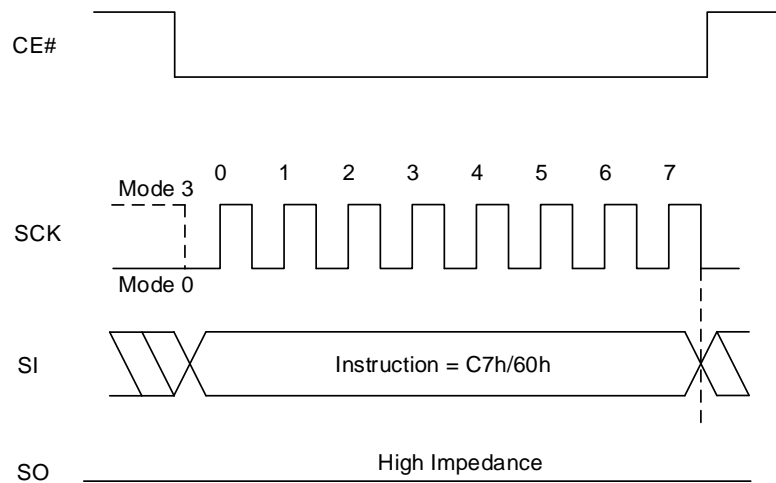 CE#
0 1 2 3 4 5 6 7
Mode 3
SCK
Mode 0
SI
Instruction = C7h/60h
High Impedance
SO